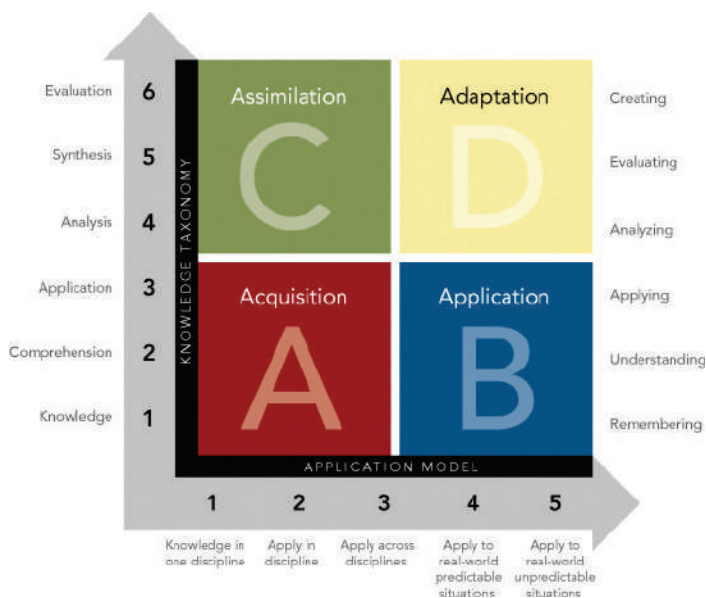 Evaluation 6 Assimilation Adaptation Creating
C D
Synthesis 5 Evaluating
Analysis 4 Analyzing
KNOWLEDGE TAXONOMY
Application 3 Acquisition Application Applying
A B
Comprehension 2 Understanding
Knowledge 1 Remembering
APPLICATION MODEL
1 2 3 4 5
Knowledge in
one discipline
Apply in
discipline
Apply across
disciplines
Apply to
real-world
predictable
situations
Apply to
real-world
unpredictable
situations